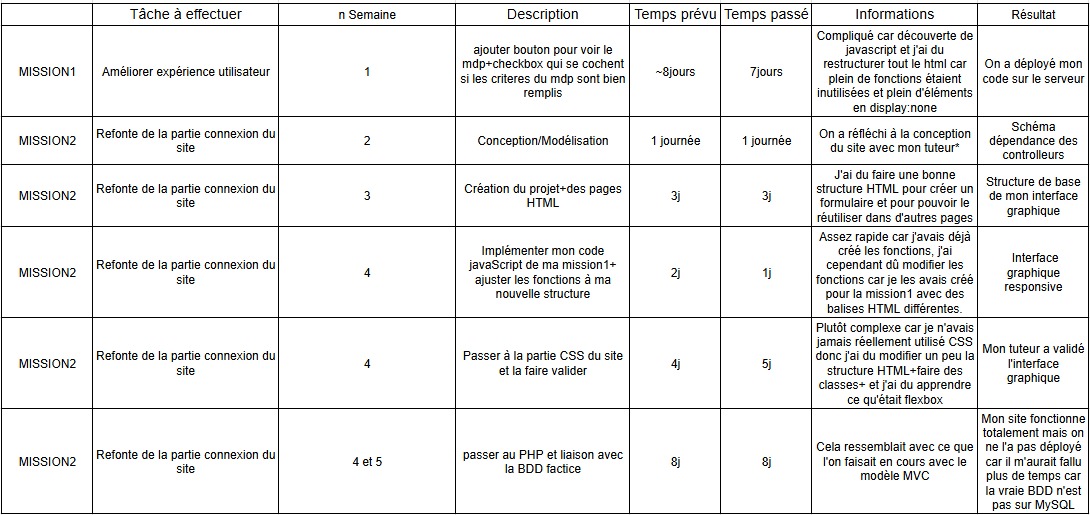 Tâche à effectuer
n Semaine
Description
Temps prévu
Temps passé
Informations
Résultat
MISSION1
Améliorer expérience utilisateur
1
ajouter bouton pour voir le
mdp+checkbox qui se cochent
si les criteres du mdp sont bien
remplis
~8jours
7jours
Compliqué car découverte de
javascript et j'ai du
restructurer tout le html car
plein de fonctions étaient
inutilisées et plein d'éléments
en display:none
On a déployé mon
code sur le serveur
MISSION2
Refonte de la partie connexion du
site
2
Conception/Modélisation
1 journée
1 journée
On a réfléchi à la conception
du site avec mon tuteur*
Schéma
dépendance des
controlleurs
MISSION2
Refonte de la partie connexion du
site
3
Création du projet+des pages
HTML
3j
3j
J'ai du faire une bonne
structure HTML pour créer un
formulaire et pour pouvoir le
réutiliser dans d'autres pages
Structure de base
de mon interface
graphique
MISSION2
Refonte de la partie connexion du
site
4
Implémenter mon code
javaScript de ma mission1+
ajuster les fonctions à ma
nouvelle structure
2j
1j
Assez rapide car j'avais déjà
créé les fonctions, j'ai
cependant dû modifier les
fonctions car je les avais créé
pour la mission1 avec des
balises HTML différentes.
Interface
graphique
responsive
MISSION2
Refonte de la partie connexion du
site
4
Passer à la partie CSS du site
et la faire valider
4j
5j
Plutôt complexe car je n'avais
jamais réellement utilisé CSS
donc j'ai du modifier un peu la
structure HTML+faire des
classes+ et j'ai du apprendre
ce qu'était flexbox
Mon tuteur a validé
l'interface
graphique
MISSION2
Refonte de la partie connexion du
site
4 et 5
passer au PHP et liaison avec
la BDD factice
8j
8j
Cela ressemblait avec ce que
l'on faisait en cours avec le
modèle MVC
Mon site fonctionne
totalement mais on
ne l'a pas déployé
car il m'aurait fallu
plus de temps car
la vraie BDD n'est
pas sur MySQL